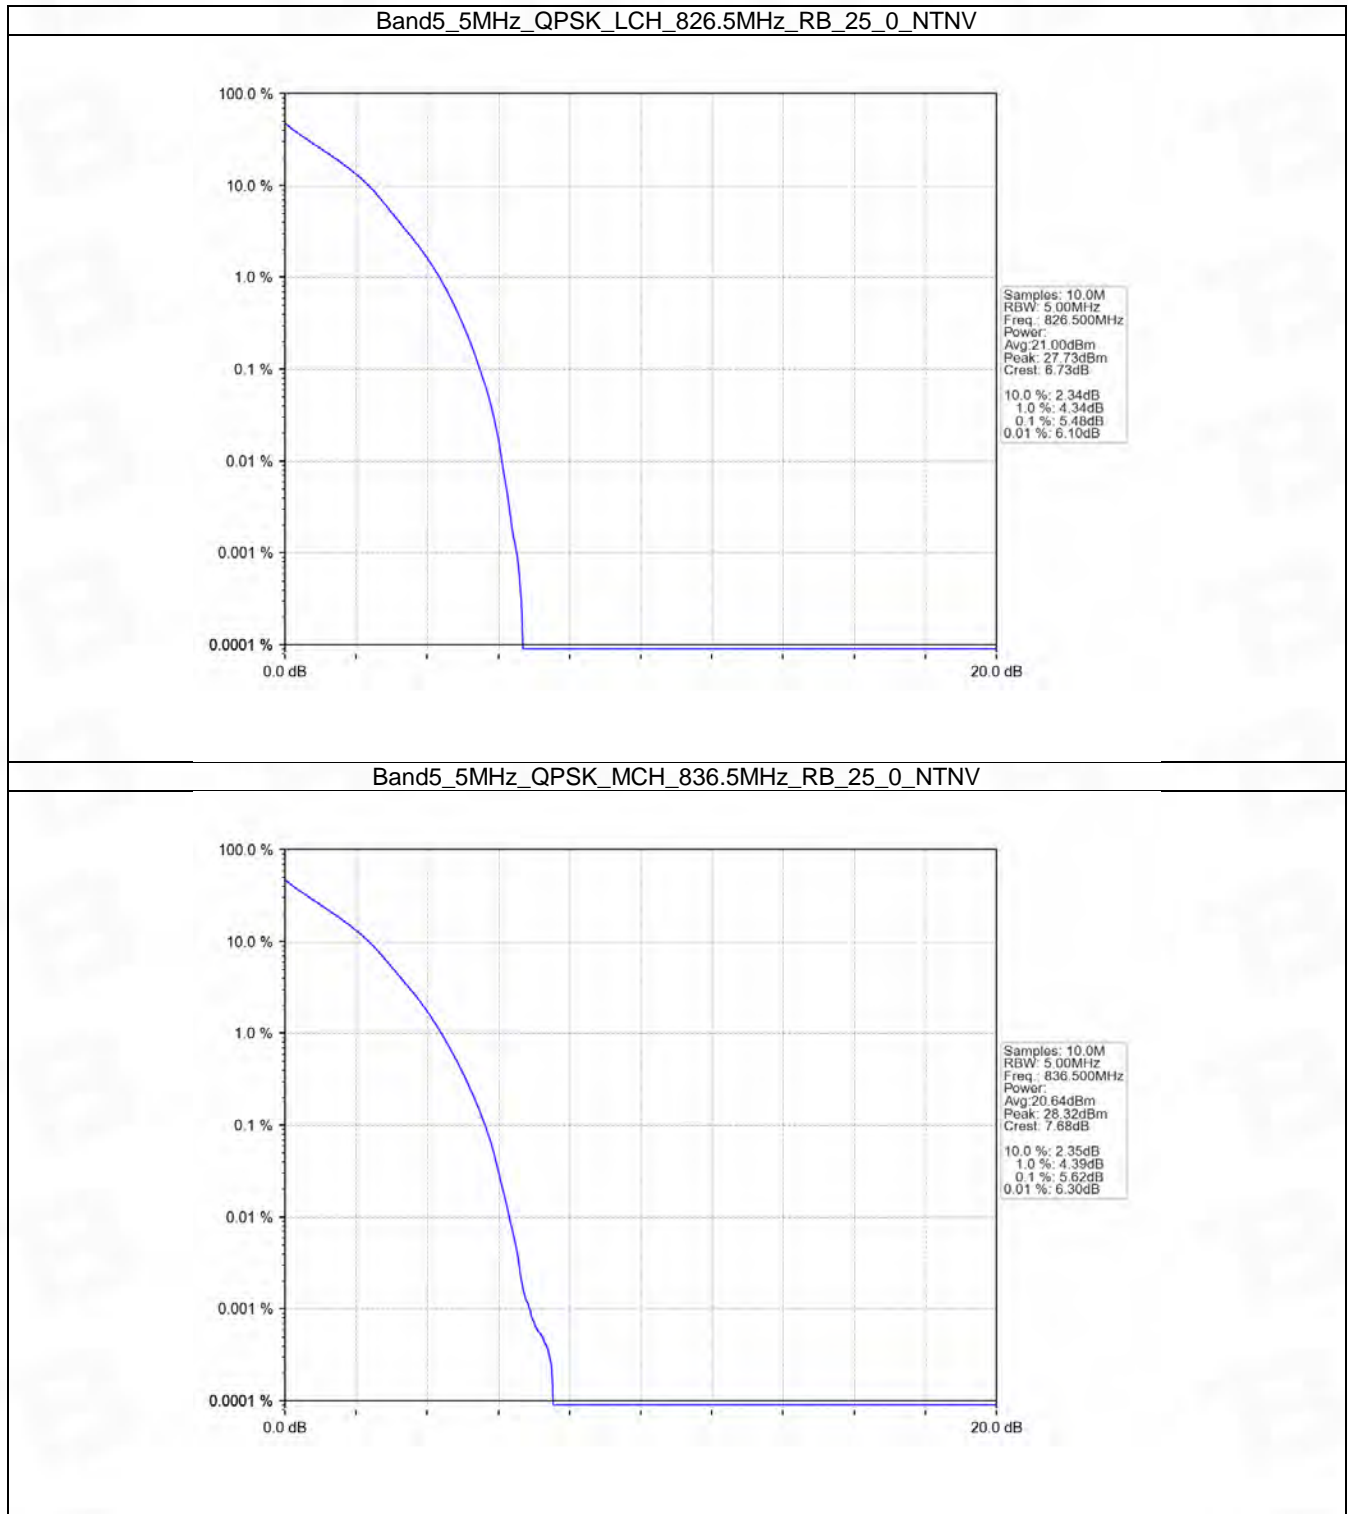 Band5_5MHz_QPSK_LCH_826.5MHz_RB_25_0_NTNV
100.0 %
10.0 %
1.0 %
0.1 %
0.01 %
0.001 %
0.0001 %
0.0 dB
20.0 dB
Samples: 10.0M
RBW: 5.00MHz
Freq.: 826.500MHz
Power:
Avg:21.00dBm
Peak: 27.73dBm
Crest: 6.73dB
10.0 %: 2.34dB
1.0 %: 4.34dB
0.1 %: 5.48dB
0.01 %: 6.10dB
Band5_5MHz_QPSK_MCH_836.5MHz_RB_25_0_NTNV
100.0 %
10.0 %
1.0 %
0.1 %
0.01 %
0.001 %
0.0001 %
0.0 dB
20.0 dB
Samples: 10.0M
RBW: 5.00MHz
Freq.: 836.500MHz
Power:
Avg:20.64dBm
Peak: 28.32dBm
Crest: 7.68dB
10.0 %: 2.35dB
1.0 %: 4.39dB
0.1 %: 5.62dB
0.01 %: 6.30dB